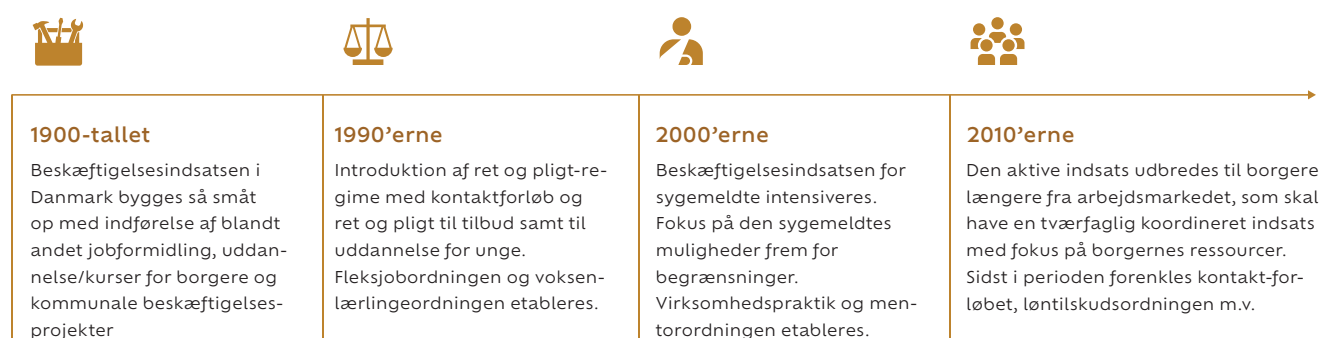 1900-tallet
Beskæftigelsesindsatsen i
Danmark bygges så småt
op med indførelse af blandt
andet jobformidling, uddan-
nelse/kurser for borgere og
kommunale beskæftigelses-
projekter
1990’erne
Introduktion af ret og pligt-re-
gime med kontaktforløb og
ret og pligt til tilbud samt til
uddannelse for unge.
Fleksjobordningen og voksen-
lærlingeordningen etableres.
2000’erne
Beskæftigelsesindsatsen for
sygemeldte intensiveres.
Fokus på den sygemeldtes
muligheder frem for
begrænsninger.
Virksomhedspraktik og men-
torordningen etableres.
2010’erne
Den aktive indsats udbredes til borgere
længere fra arbejdsmarkedet, som skal
have en tværfaglig koordineret indsats
med fokus på borgernes ressourcer.
Sidst i perioden forenkles kontakt-for-
løbet, løntilskudsordningen m.v.